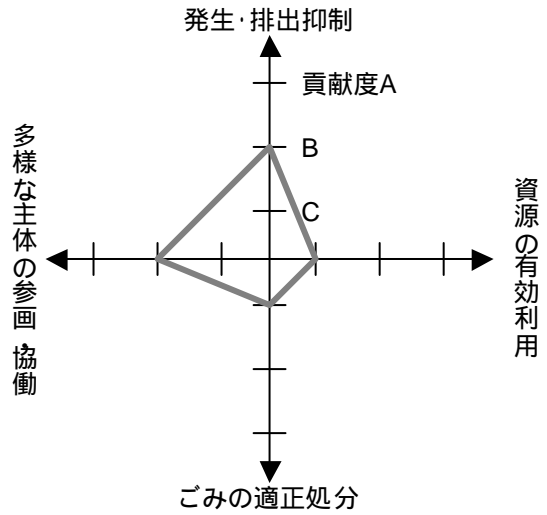 発生・排出抑制
貢献度A
B
C
多様な主体の参画・協働
資源の有効利用
ごみの適正処分